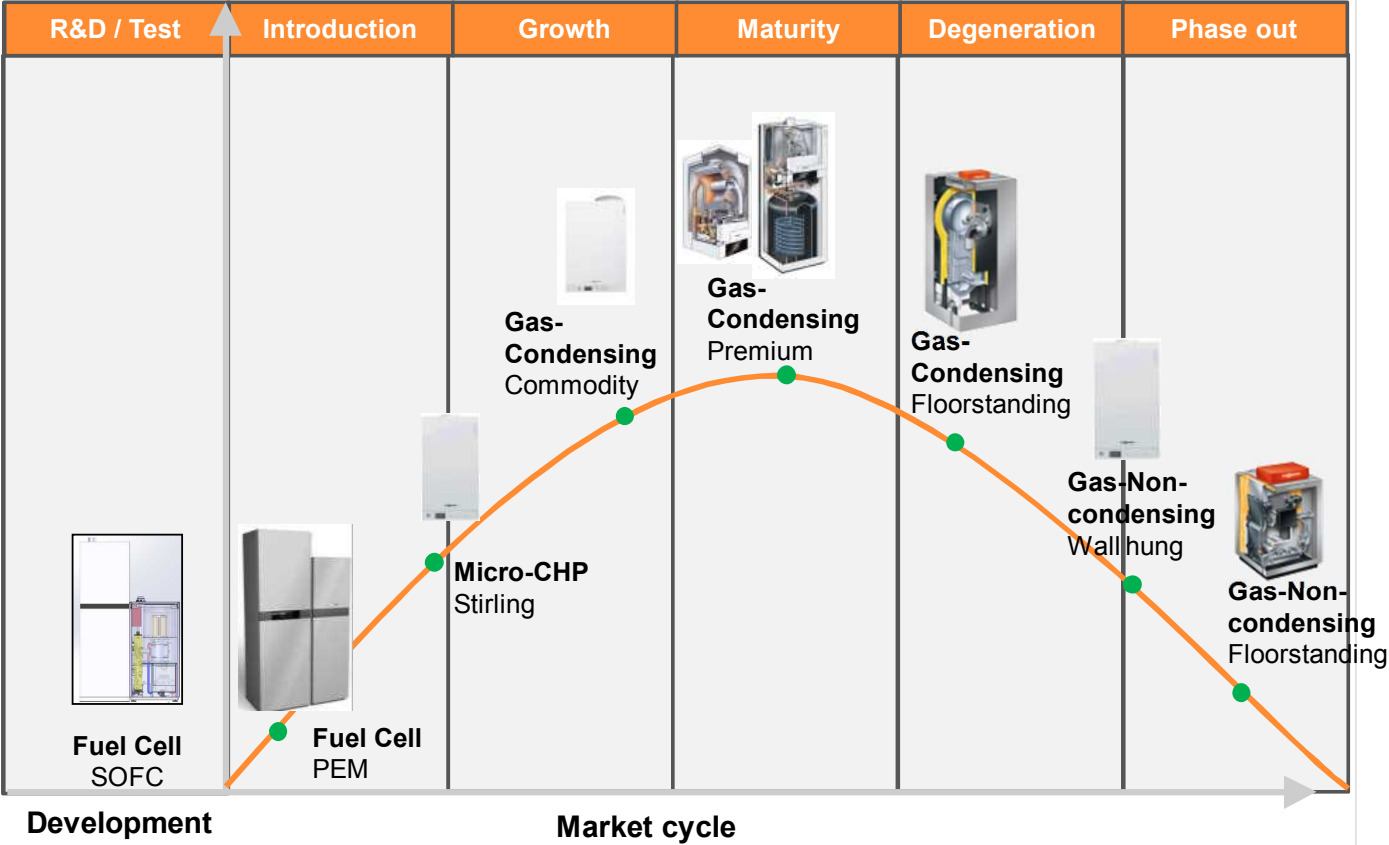 R&D / Test
Introduction
Growth
Maturity
Degeneration
Phase out
Fuel Cell
SOFC
Fuel Cell
PEM
Micro-CHP
Stirling
Gas-
Condensing
Commodity
Gas-
Condensing
Premium
Gas-
Condensing
Floorstanding
Gas-Non-
condensing
Wall hung
Gas-Non-
condensing
Floorstanding
Development
Market cycle